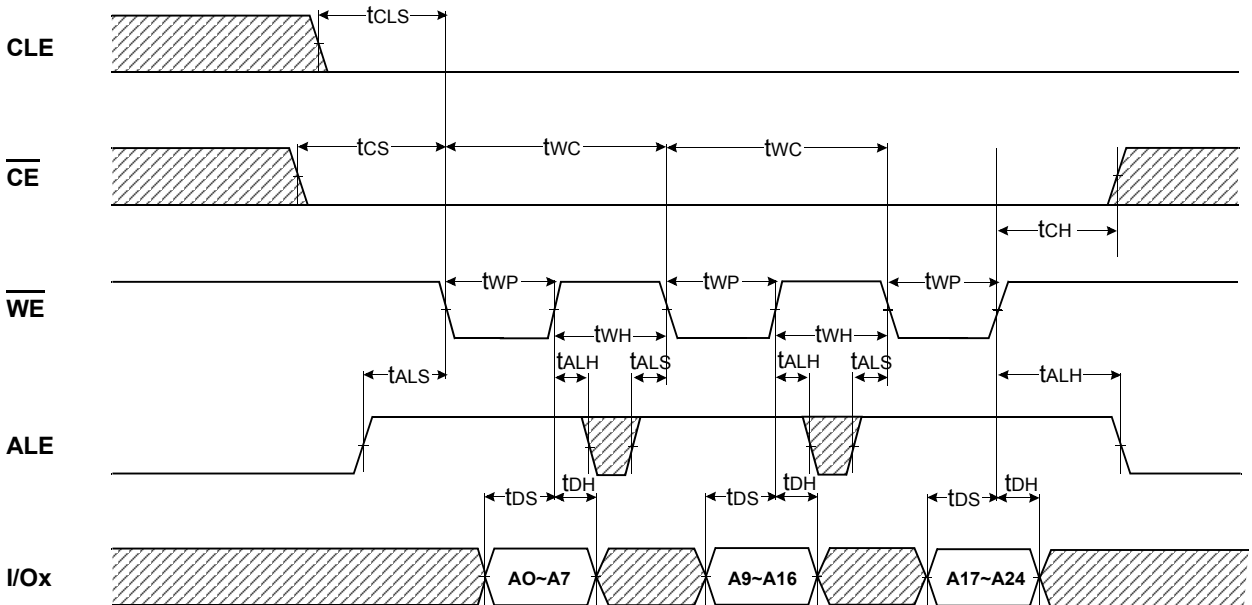 CLE
tCLS
CE
tCS
tWC
tWC
tCH
WE
tWP
tWP
tWP
tWH
tWH
tALS
tALH
tALS
tALH
tALS
tALH
ALE
tDS
tDH
tDS
tDH
tDS
tDH
I/Ox
AO~A7
A9~A16
A17~A24